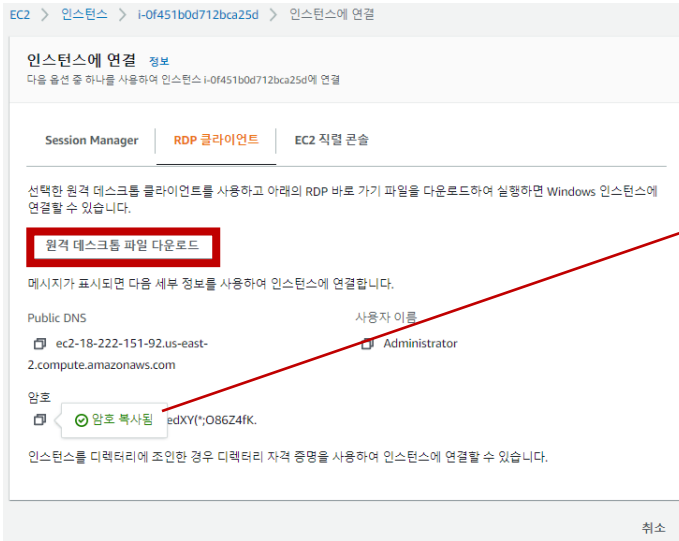 EC2 > 인스턴스 > i-0f451b0d712bca25d > 인스턴스에 연결
인스턴스에 연결 정보
다음 옵션 중 하나를 사용하여 인스턴스 i-0f451b0d712bca25d에 연결
Session Manager RDP 클라이언트 EC2 직렬 콘솔
선택한 원격 데스크톱 클라이언트를 사용하고 아래의 RDP 바로 가기 파일을 다운로드하여 실행하면 Windows 인스턴스에
연결할 수 있습니다.
원격 데스크톱 파일 다운로드
메시지가 표시되면 다음 세부 정보를 사용하여 인스턴스에 연결합니다.
Public DNS 사용자 이름
ec2-18-222-151-92.us-east- Administrator
2.compute.amazonaws.com
암호
암호 복사됨 edXY(*;O86Z4fK.
인스턴스를 디렉터리에 조인한 경우 디렉터리 자격 증명을 사용하여 인스턴스에 연결할 수 있습니다.
취소